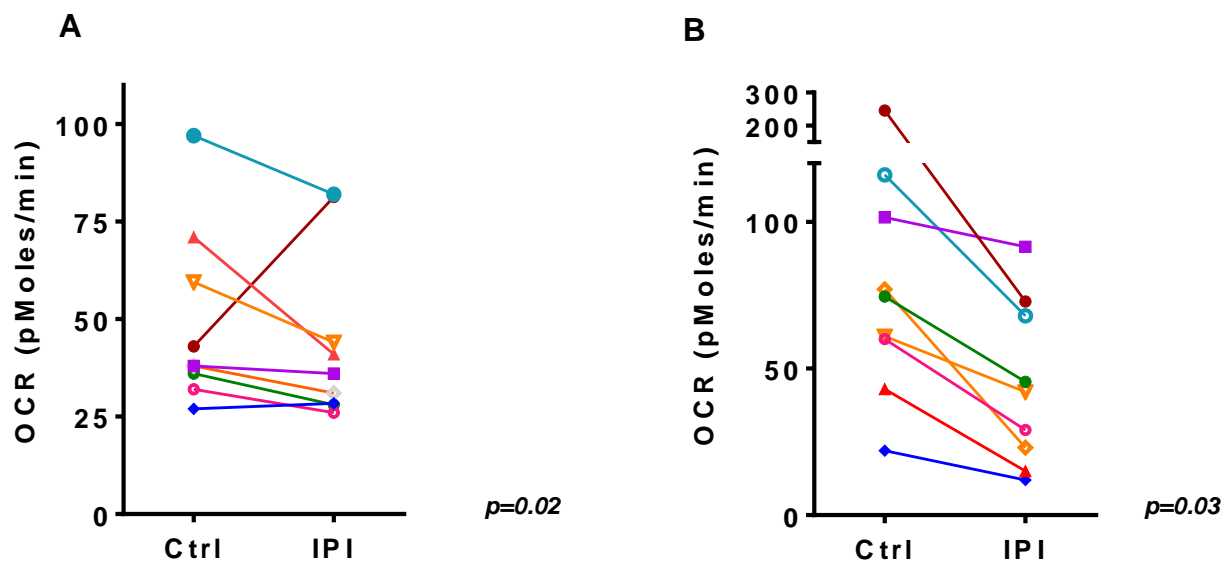 A
OCR (pMoles/min)
100
75
50
25
0
Ctrl
IPI
p=0.02
B
OCR (pMoles/min)
300
200
100
50
0
Ctrl
IPI
p=0.03